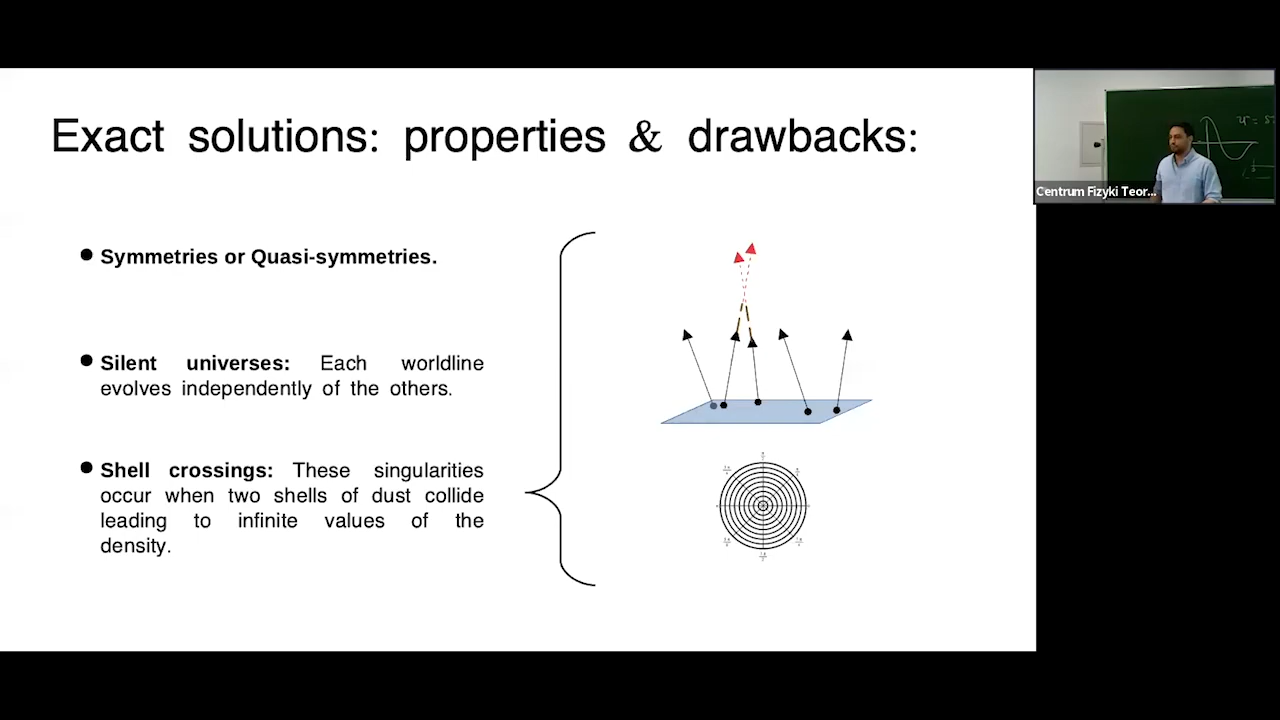 Exact solutions: properties & drawbacks:
● Symmetries or Quasi-symmetries.
● Silent universes: Each worldline
evolves independently of the others.
● Shell crossings: These singularities
occur when two shells of dust collide
leading to infinite values of the
density.
Centrum Fizyki Teor...